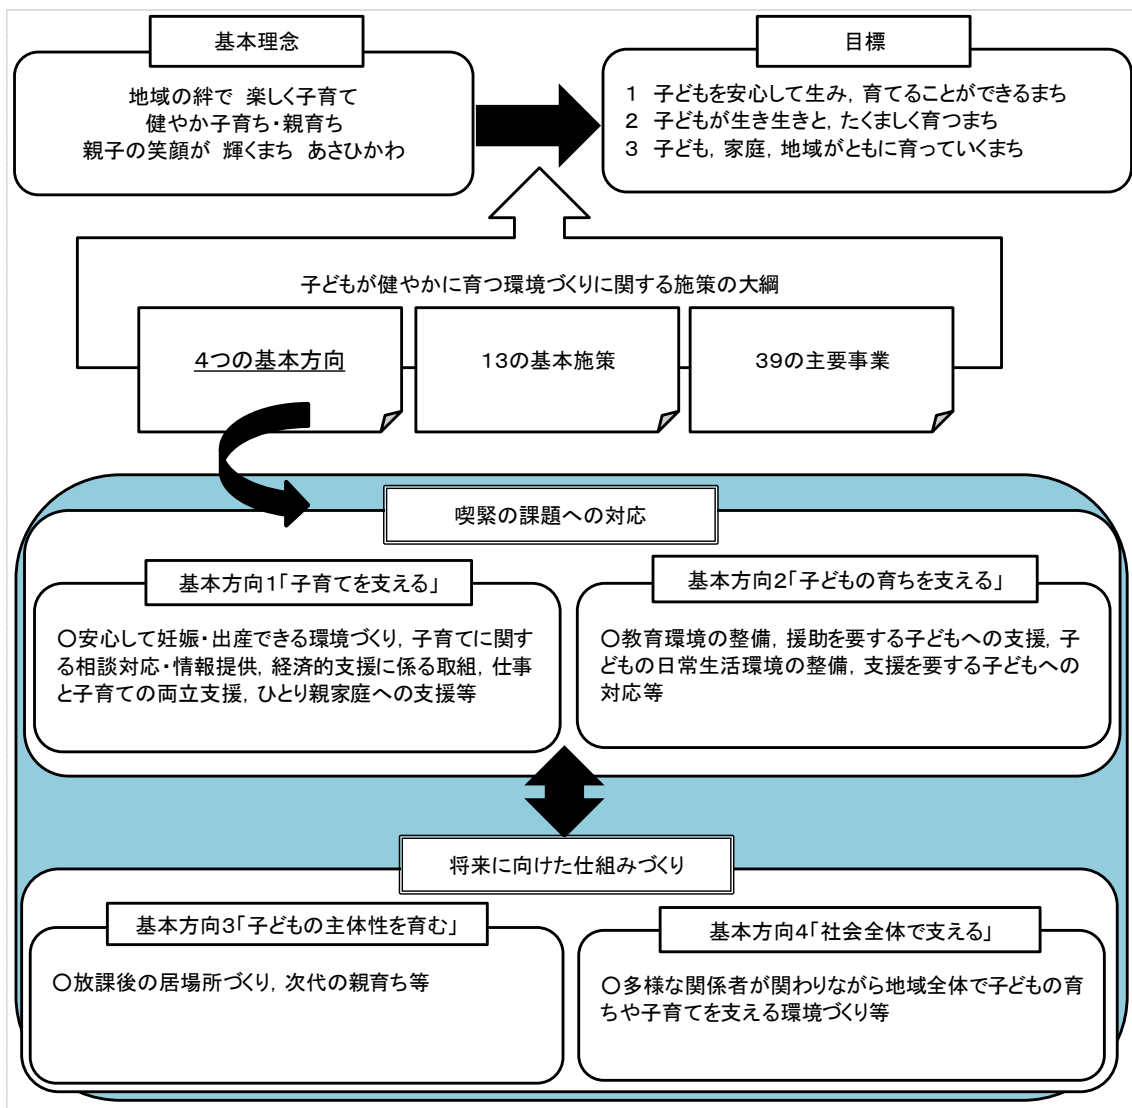 基本理念
地域の絆で 楽しく子育て
健やか子育ち・親育ち
親子の笑顔が 輝くまち あさひかわ
目標
1 子どもを安心して生み，育てることができるまち
2 子どもが生き生きと，たくましく育つまち
3 子ども，家庭，地域がともに育っていくまち
子どもが健やかに育つ環境づくりに関する施策の大綱
4つの基本方向
13の基本施策
39の主要事業
喫緊の課題への対応
基本方向1「子育てを支える」
○安心して妊娠・出産できる環境づくり，子育てに関す
る相談対応・情報提供，経済的支援に係る取組，仕事
と子育ての両立支援，ひとり親家庭への支援等
基本方向2「子どもの育ちを支える」
○教育環境の整備，援助を要する子どもへの支援，子
どもの日常生活環境の整備，支援を要する子どもへの
対応等
将来に向けた仕組みづくり
基本方向3「子どもの主体性を育む」
○放課後の居場所づくり，次代の親育ち等
基本方向4「社会全体で支える」
○多様な関係者が関わりながら地域全体で子どもの育
ちや子育てを支える環境づくり等